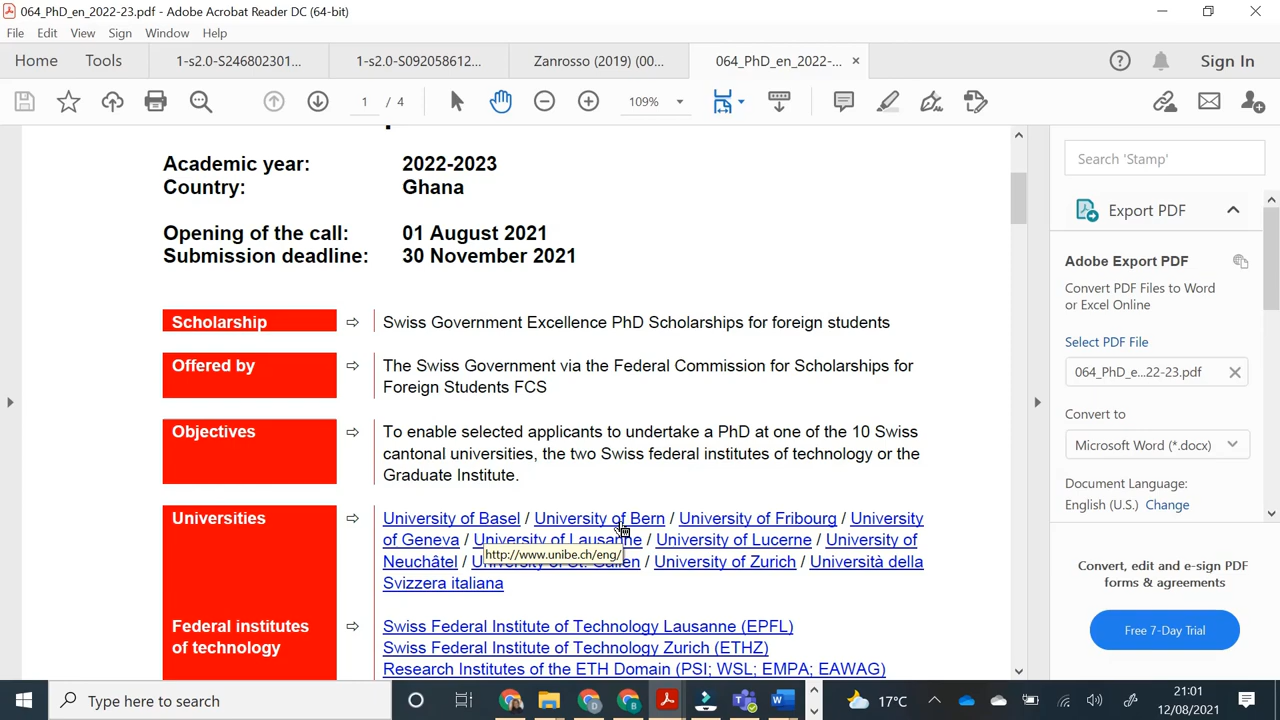 064_PhD_en_2022-23.pdf - Adobe Acrobat Reader DC (64-bit)
File Edit View Sign Window Help
Home Tools 1-s2.0-S246802301... 1-s2.0-S092058612... Zanrosso (2019) (00... 064_PhD_en_2022-... × Sign In
1 / 4 109%
Academic year: 2022-2023
Country: Ghana
Opening of the call: 01 August 2021
Submission deadline: 30 November 2021
Scholarship ⇨ Swiss Government Excellence PhD Scholarships for foreign students
Offered by ⇨ The Swiss Government via the Federal Commission for Scholarships for
Foreign Students FCS
Objectives ⇨ To enable selected applicants to undertake a PhD at one of the 10 Swiss
cantonal universities, the two Swiss federal institutes of technology or the
Graduate Institute.
Universities ⇨ University of Basel / University of Bern / University of Fribourg / University
of Geneva / University of Lausanne / University of Lucerne / University of
http://www.unibe.ch/eng/
Neuchâtel / University of St. Gallen / University of Zurich / Università della
Svizzera italiana
Federal institutes
of technology ⇨ Swiss Federal Institute of Technology Lausanne (EPFL)
Swiss Federal Institute of Technology Zurich (ETHZ)
Research Institutes of the ETH Domain (PSI; WSL; EMPA; EAWAG)
Search 'Stamp'
Export PDF
Adobe Export PDF
Convert PDF Files to Word
or Excel Online
Select PDF File
064_PhD_e...22-23.pdf
Convert to
Microsoft Word (*.docx)
Document Language:
English (U.S.) Change
Convert, edit and e-sign PDF
forms & agreements
Free 7-Day Trial
Type here to search
17°C
21:01
12/08/2021